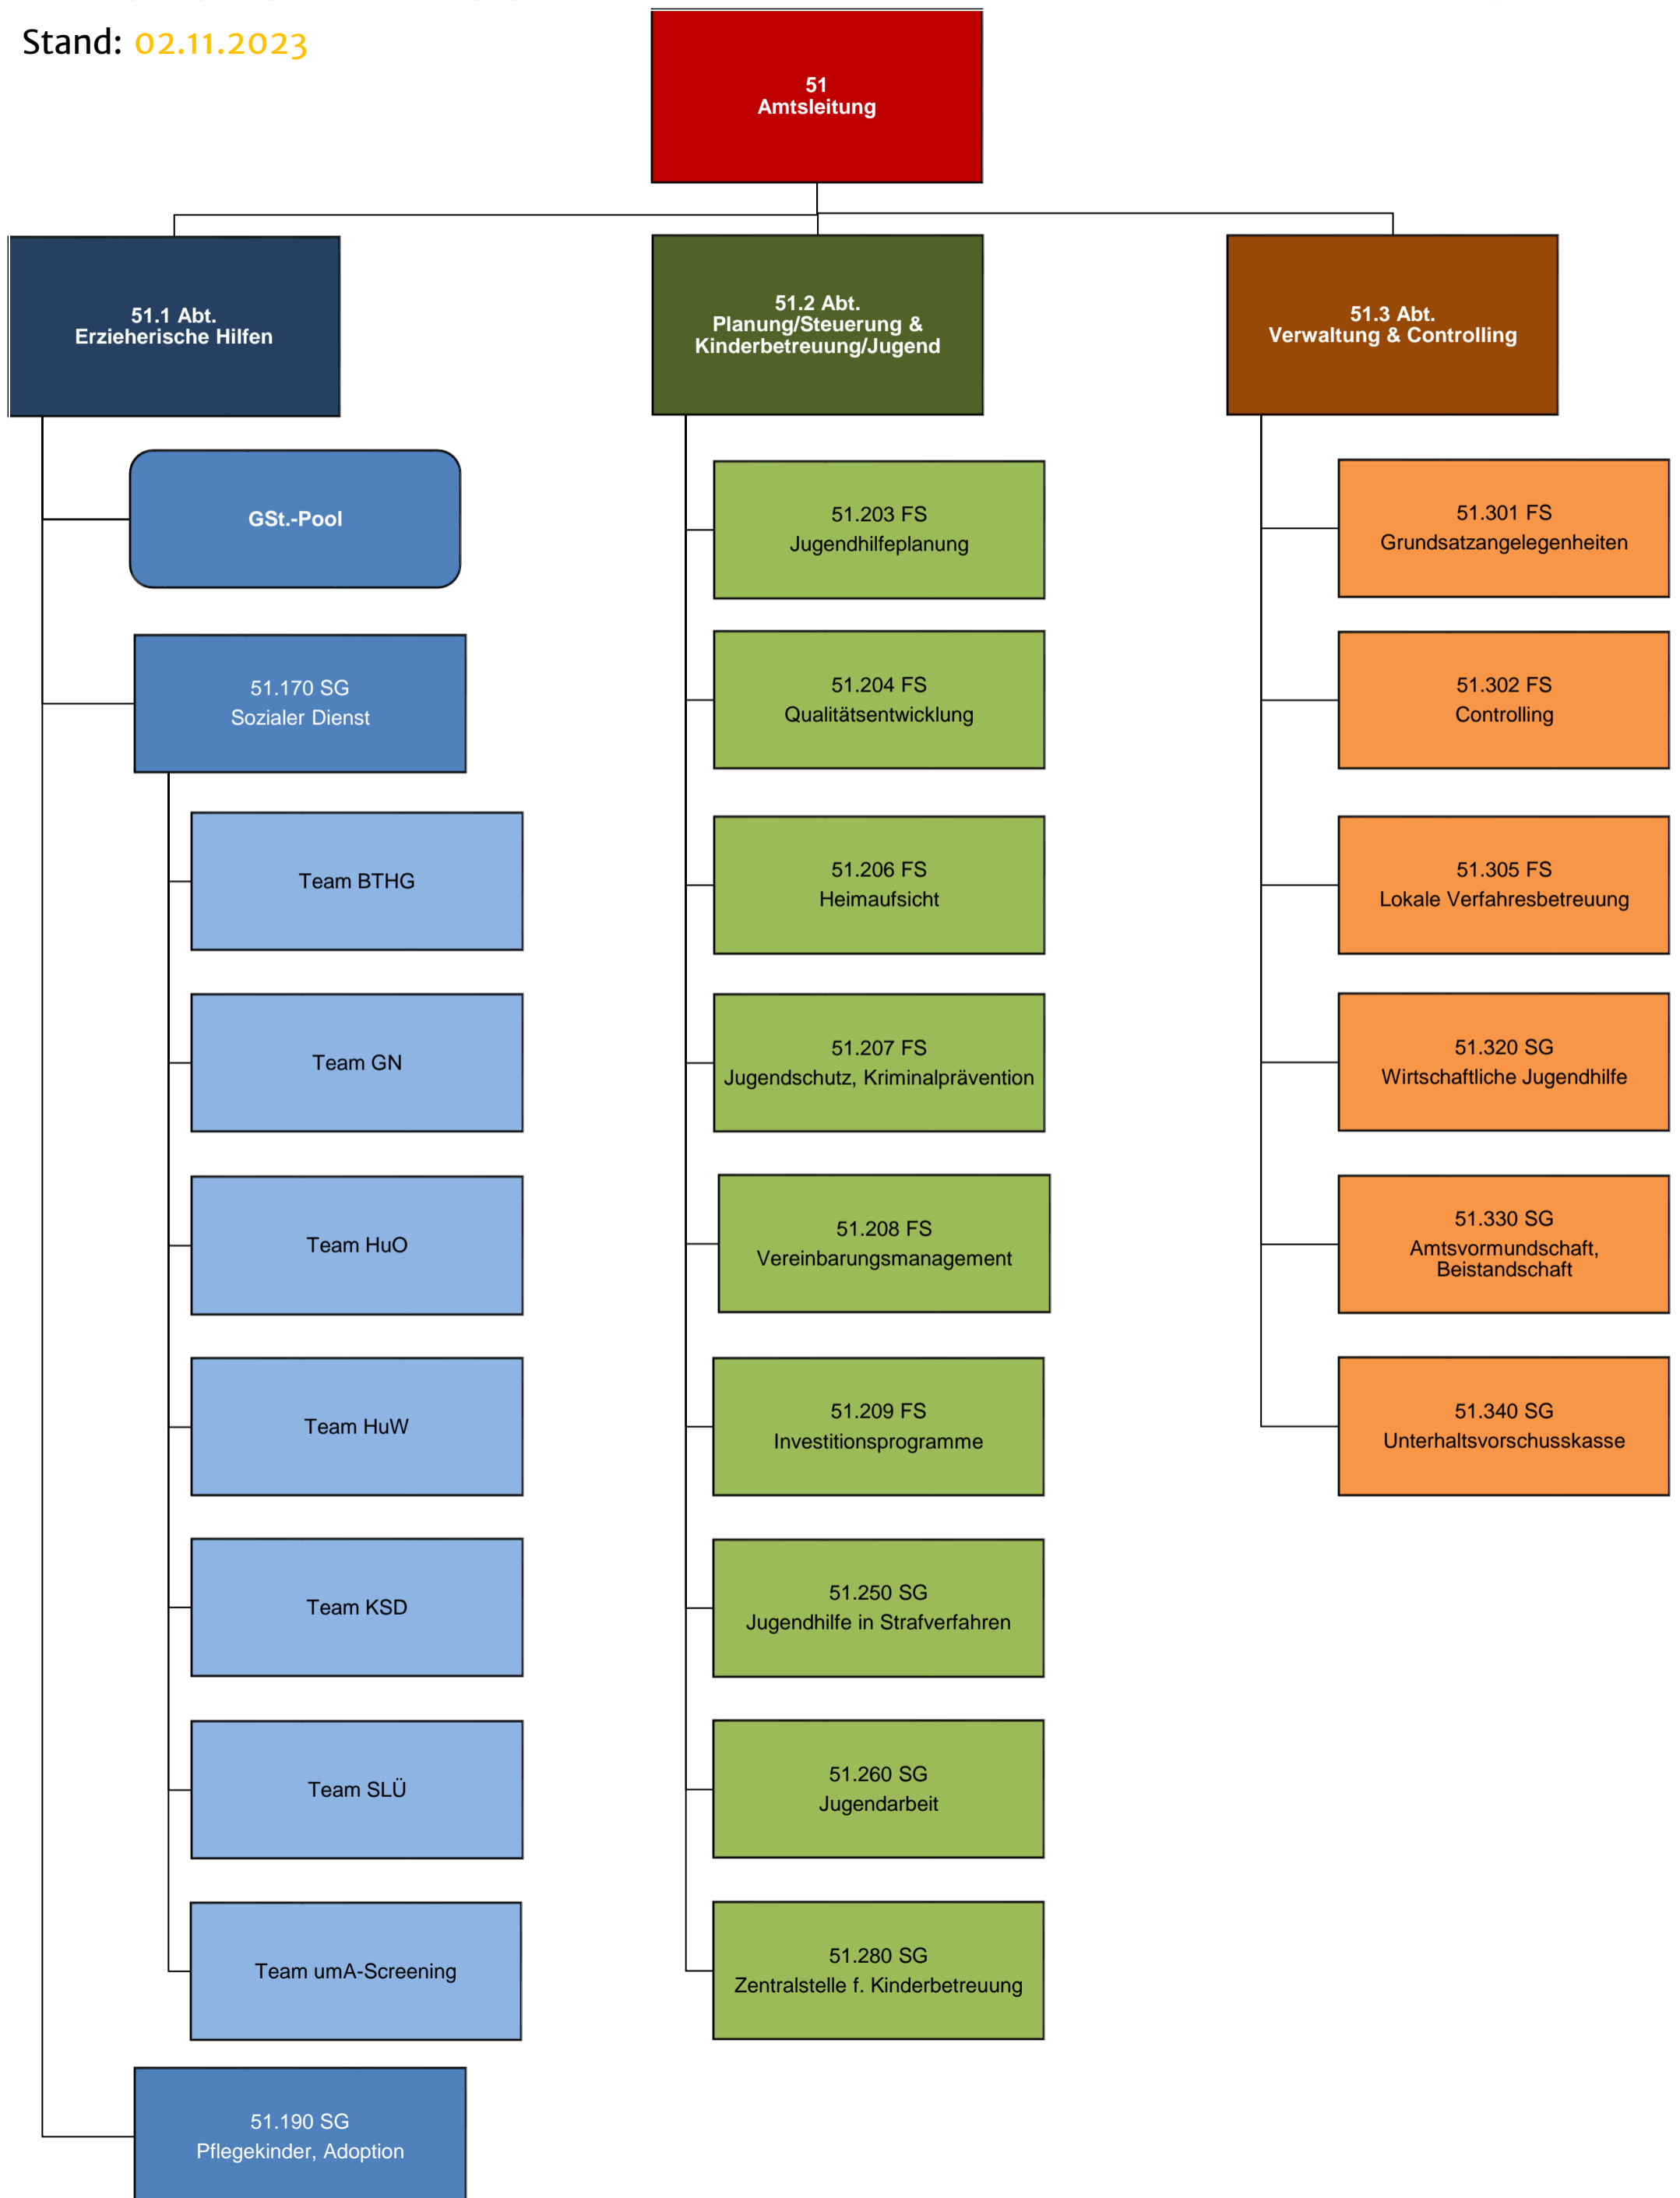 Stand: 02.11.2023
51
Amtsleitung
51.1 Abt.
Erzieherische Hilfen
GSt.-Pool
51.170 SG
Sozialer Dienst
Team BTHG
Team GN
Team HuO
Team HuW
Team KSD
Team SLÜ
Team umA-Screening
51.190 SG
Pflegekinder, Adoption
51.2 Abt.
Planung/Steuerung &
Kinderbetreuung/Jugend
51.203 FS
Jugendhilfeplanung
51.204 FS
Qualitätsentwicklung
51.206 FS
Heimaufsicht
51.207 FS
Jugendschutz, Kriminalprävention
51.208 FS
Vereinbarungsmanagement
51.209 FS
Investitionsprogramme
51.250 SG
Jugendhilfe in Strafverfahren
51.260 SG
Jugendarbeit
51.280 SG
Zentralstelle f. Kinderbetreuung
51.3 Abt.
Verwaltung & Controlling
51.301 FS
Grundsatzangelegenheiten
51.302 FS
Controlling
51.305 FS
Lokale Verfahresbetreuung
51.320 SG
Wirtschaftliche Jugendhilfe
51.330 SG
Amtsvormundschaft,
Beistandschaft
51.340 SG
Unterhaltsvorschusskasse